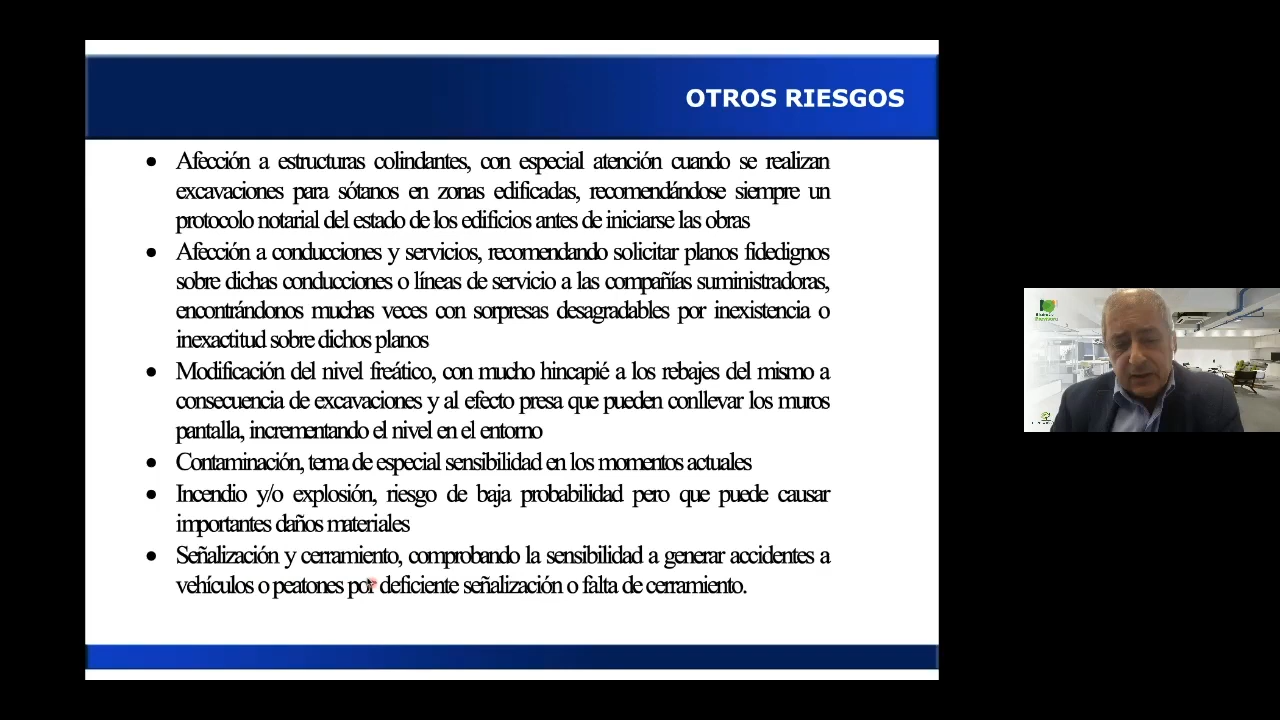 OTROS RIESGOS
• Afección a estructuras colindantes, con especial atención cuando se realizan
excavaciones para sótanos en zonas edificadas, recomendándose siempre un
protocolo notarial del estado de los edificios antes de iniciarse las obras
• Afección a conducciones y servicios, recomendando solicitar planos fidedignos
sobre dichas conducciones o líneas de servicio a las compañías suministradoras,
encontrándonos muchas veces con sorpresas desagradables por inexistencia o
inexactitud sobre dichos planos
• Modificación del nivel freático, con mucho hincapié a los rebajes del mismo a
consecuencia de excavaciones y al efecto presa que pueden conllevar los muros
pantalla, incrementando el nivel en el entorno
• Contaminación, tema de especial sensibilidad en los momentos actuales
• Incendio y/o explosión, riesgo de baja probabilidad pero que puede causar
importantes daños materiales
• Señalización y cerramiento, comprobando la sensibilidad a generar accidentes a
vehículos o peatones por deficiente señalización o falta de cerramiento.